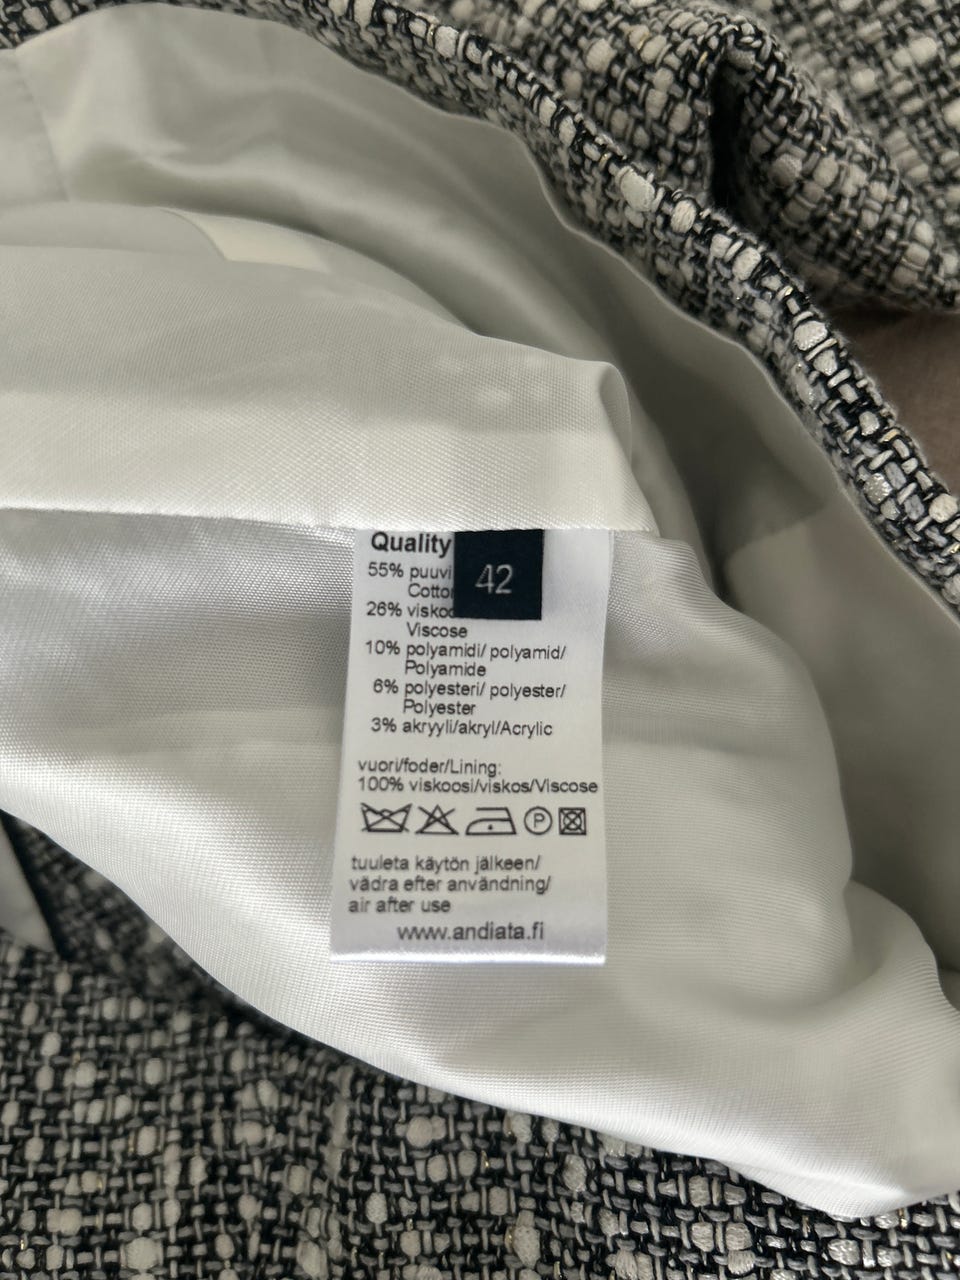 Quality
42
55% puuvi
Cotto
26% visko
Viscose
10% polyamidi/ polyamid/
Polyamide
6% polyesteri/ polyester/
Polyester
3% akryyli/akryl/Acrylic
vuori/foder/Lining:
100% viskoosi/viskos/Viscose
P
tuuleta käytön jälkeen/
vädra efter användning/
air after use
www.andiata.fi